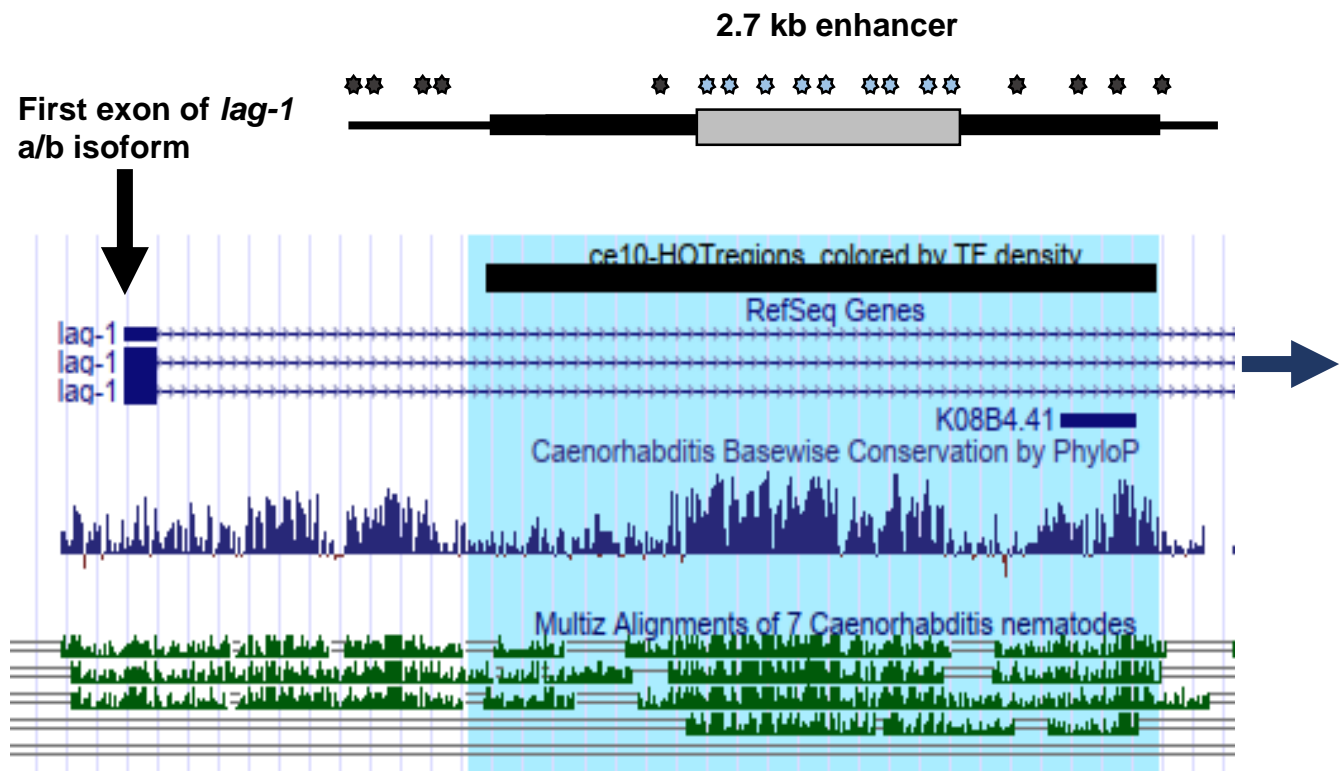 2.7 kb enhancer
First exon of lag-1
a/b isoform
ce10-HOTregions, colored by TF density
RefSeq Genes
lag-1
lag-1
lag-1
K08B4.41
Caenorhabditis Basewise Conservation by PhyloP
Multiz Alignments of 7 Caenorhabditis nematodes